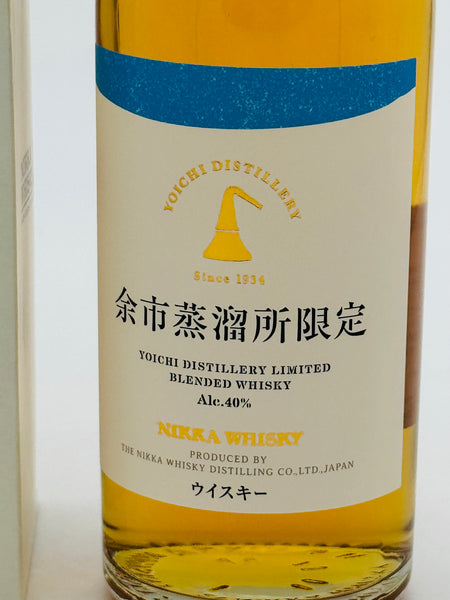 YOICHI DISTILLERY
Since 1934
余市蒸溜所限定
YOICHI DISTILLERY LIMITED
BLENDED WHISKY
Alc.40%
NIKKA WHISKY
PRODUCED BY
THE NIKKA WHISKY DISTILLING CO.,LTD.,JAPAN
ウイスキー